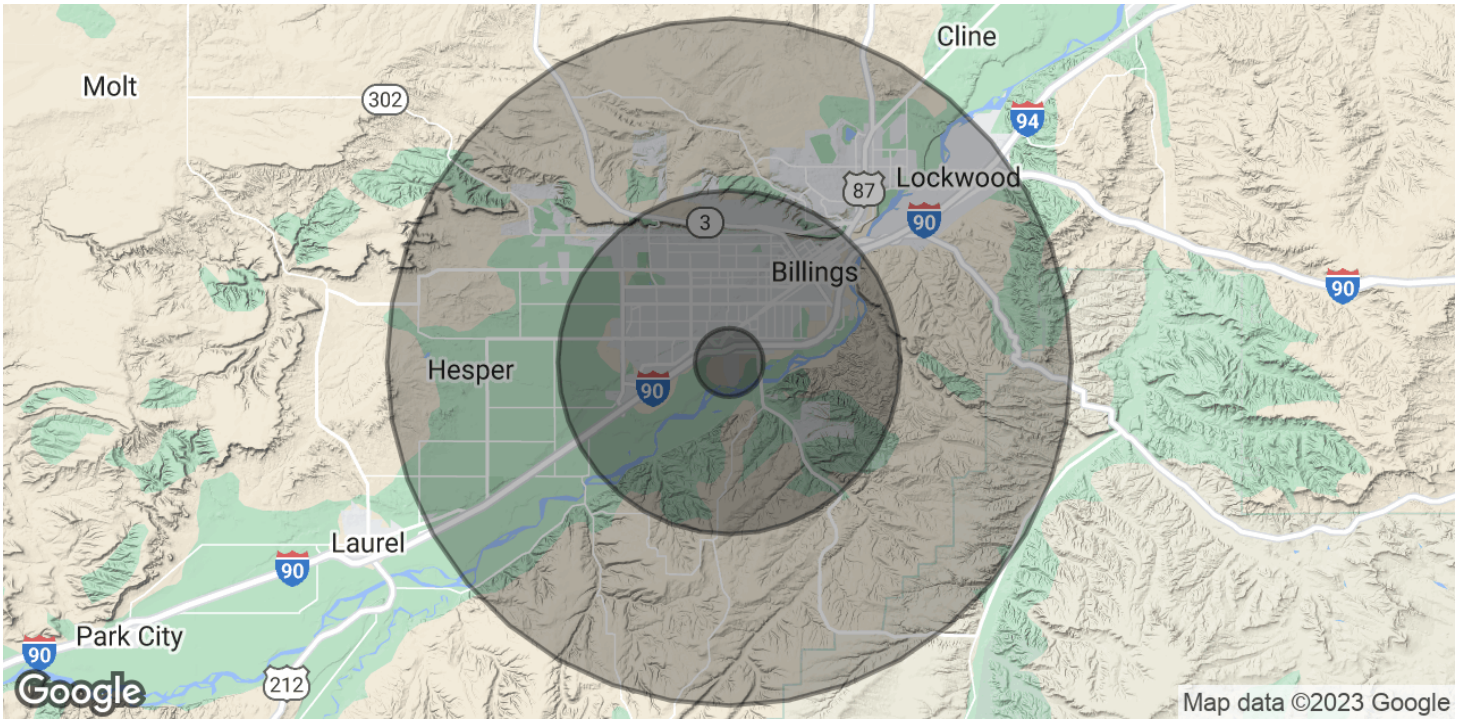 Cline
Molt
302
94
Lockwood
87
90
3
Billings
90
Hesper
90
Laurel
90
Park City
90
212
Google
Map data ©2023 Google